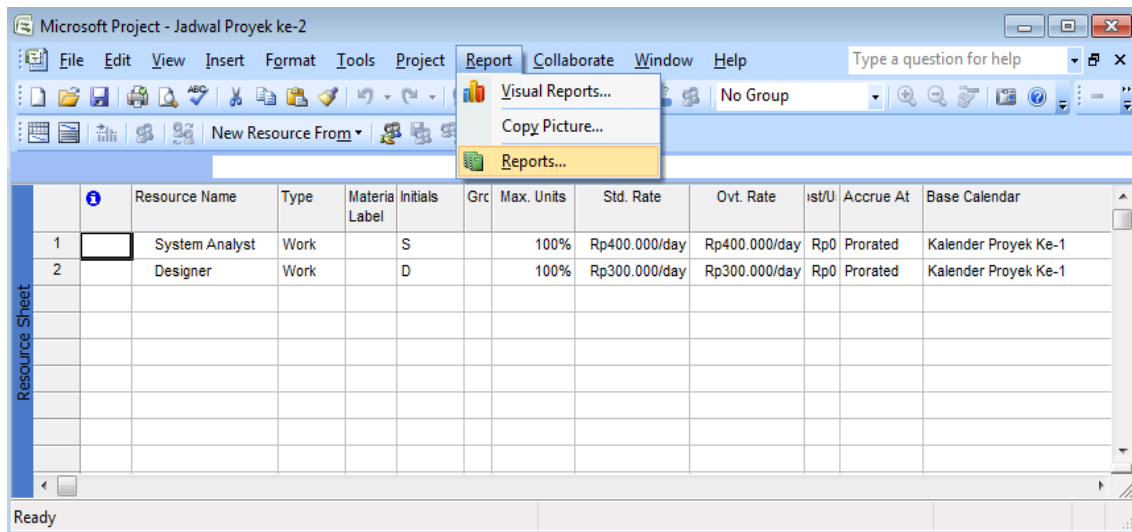 Microsoft Project - Jadwal Proyek ke-2
File Edit View Insert Format Tools Project Report Collaborate Window Help Type a question for help
Visual Reports...
No Group
Copy Picture...
New Resource From
Reports...
Resource Name Type Materia Label Initials Grc Max. Units Std. Rate Ovt. Rate ost/U: Accrue At Base Calendar
1 System Analyst Work S 100% Rp400.000/day Rp400.000/day Rp0 Prorated Kalender Proyek Ke-1
2 Designer Work D 100% Rp300.000/day Rp300.000/day Rp0 Prorated Kalender Proyek Ke-1
Resource Sheet
Ready